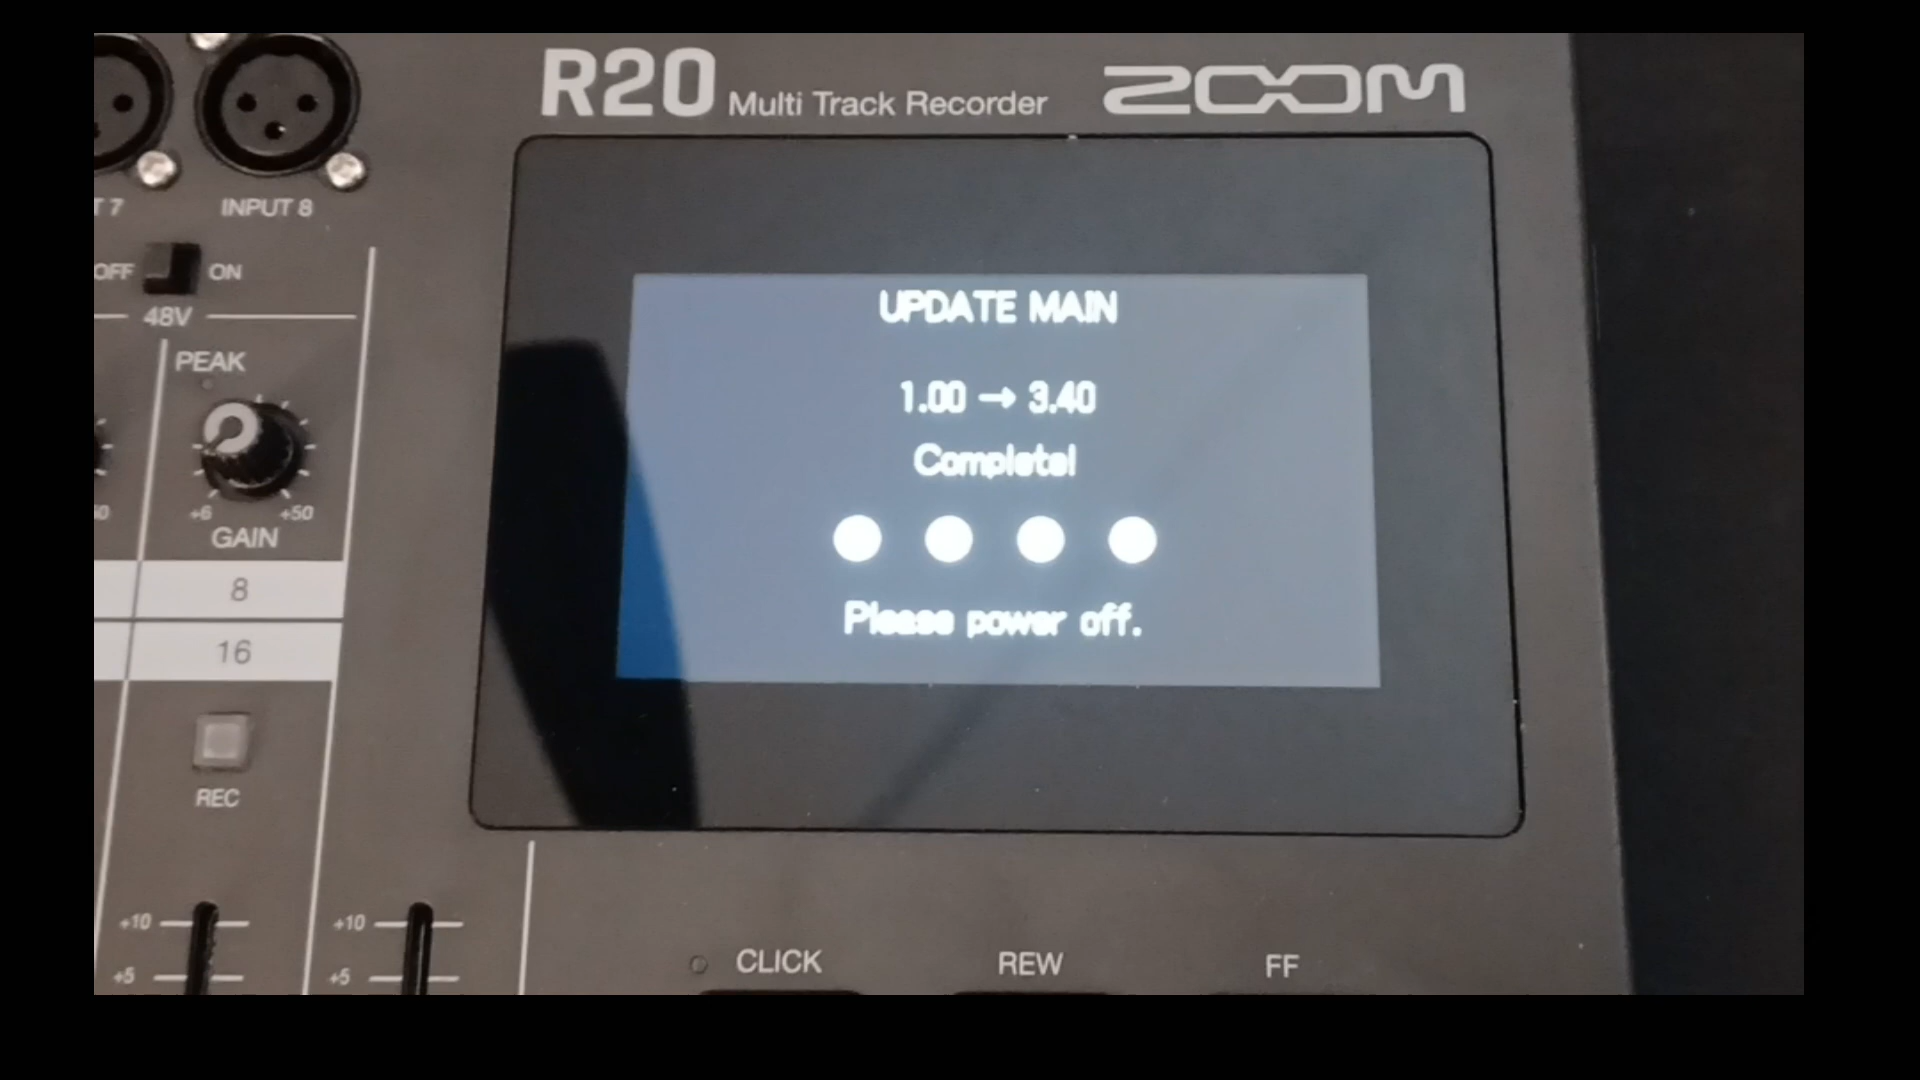 R20 Multi Track Recorder ZOOM
T 7 INPUT 8
OFF ON
48V
PEAK
+6 +50
GAIN
8
16
REC
+10 +10
+5 +5
UPDATE MAIN
1.00 → 3.40
Complete!
Please power off.
CLICK REW FF